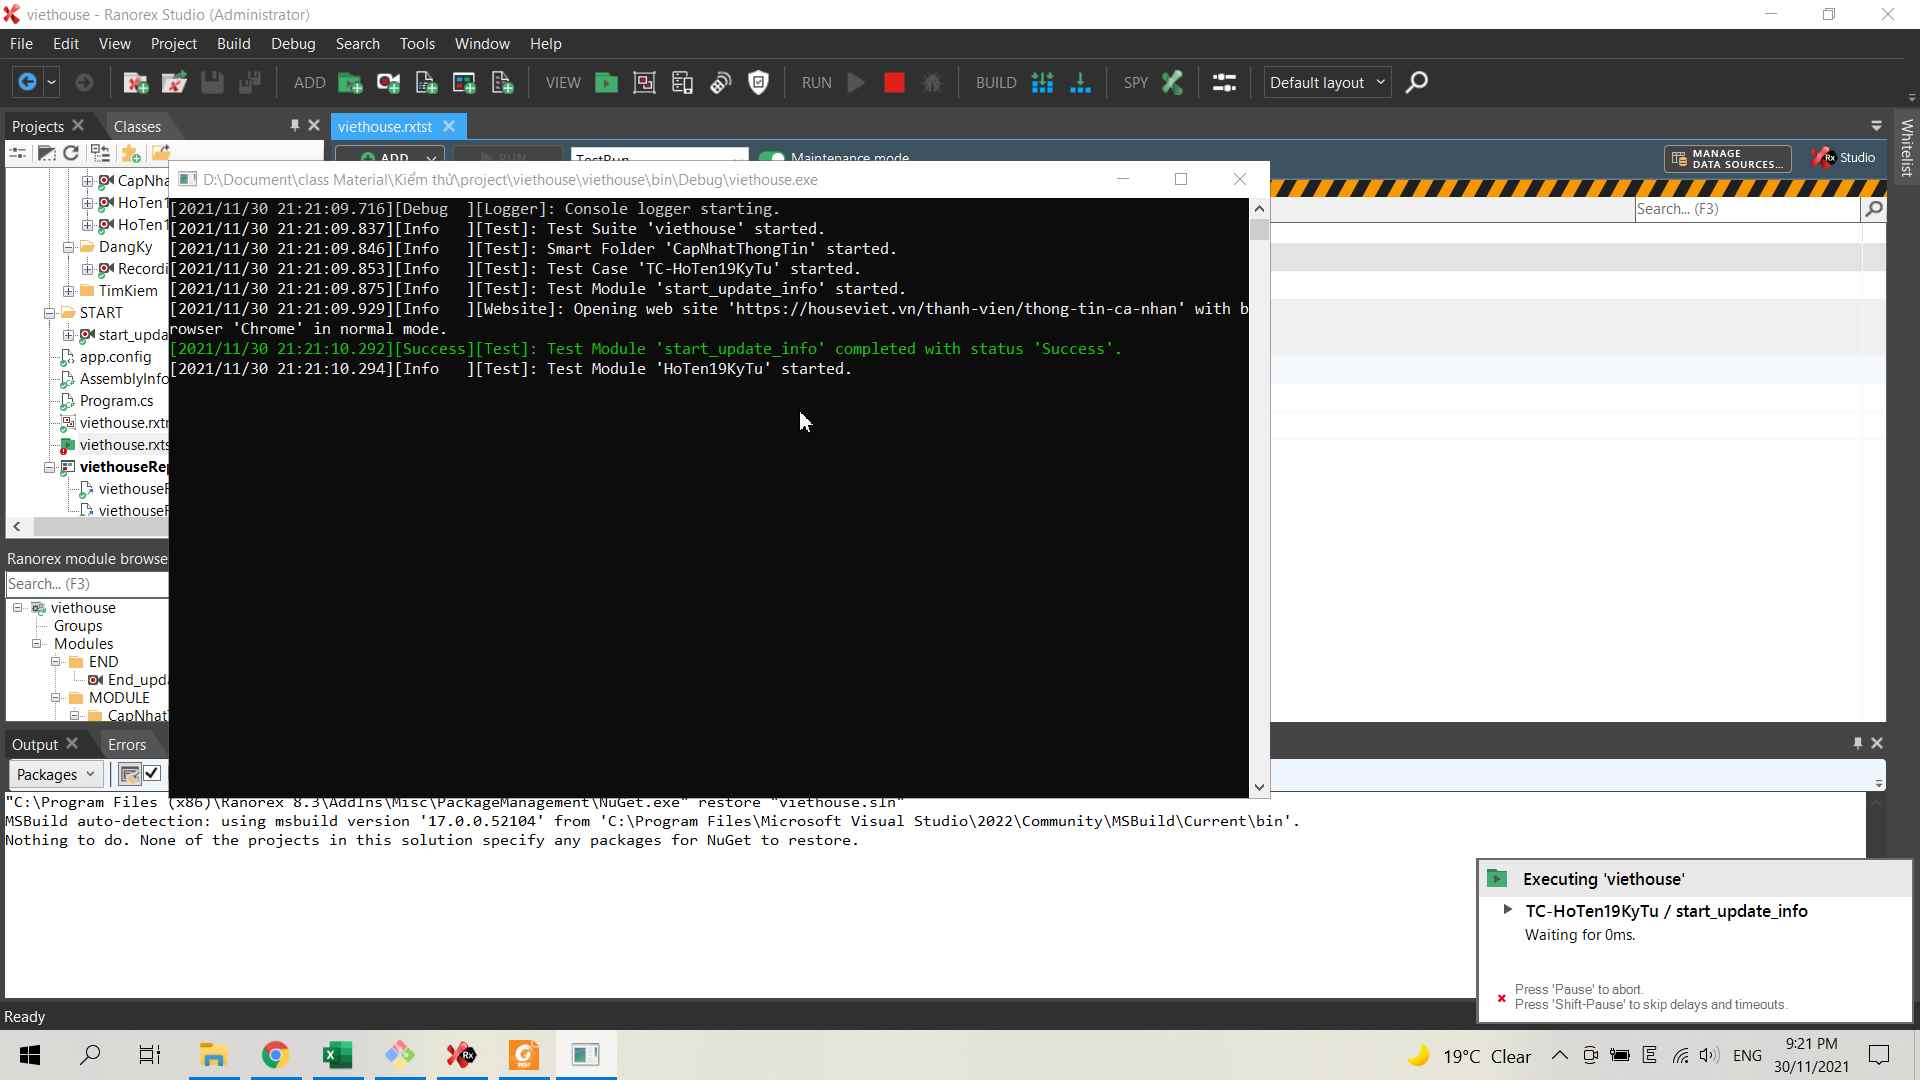 viethouse - Ranorex Studio (Administrator)
File Edit View Project Build Debug Search Tools Window Help
ADD VIEW RUN BUILD SPY Default layout
Projects Classes
viethouse.rxtst
Whitelist
ADD Maintenance mode
MANAGE
DATA SOURCES...
Rx Studio
D:\Document\class Material\Kiểm thử\project\viethouse\viethouse\bin\Debug\viethouse.exe
Search... (F3)
[2021/11/30 21:21:09.716][Debug  ][Logger]: Console logger starting.
[2021/11/30 21:21:09.837][Info   ][Test]: Test Suite 'viethouse' started.
[2021/11/30 21:21:09.846][Info   ][Test]: Smart Folder 'CapNhatThongTin' started.
[2021/11/30 21:21:09.853][Info   ][Test]: Test Case 'TC-HoTen19KyTu' started.
[2021/11/30 21:21:09.875][Info   ][Test]: Test Module 'start_update_info' started.
[2021/11/30 21:21:09.929][Info   ][Website]: Opening web site 'https://houseviet.vn/thanh-vien/thong-tin-ca-nhan' with b
rowser 'Chrome' in normal mode.
[2021/11/30 21:21:10.292][Success][Test]: Test Module 'start_update_info' completed with status 'Success'.
[2021/11/30 21:21:10.294][Info   ][Test]: Test Module 'HoTen19KyTu' started.
CapNha
HoTen1
HoTen1
DangKy
Recordi
TimKiem
START
start_upda
app.config
AssemblyInfo
Program.cs
viethouse.rxtr
viethouse.rxts
viethouseRep
viethouseF
viethouseF
Ranorex module browse
Search... (F3)
viethouse
Groups
Modules
END
End_upda
MODULE
CapNhat
Output Errors
Packages
"C:\Program Files (x86)\Ranorex 8.3\AddIns\Misc\PackageManagement\NuGet.exe" restore "viethouse.sln"
MSBuild auto-detection: using msbuild version '17.0.0.52104' from 'C:\Program Files\Microsoft Visual Studio\2022\Community\MSBuild\Current\bin'.
Nothing to do. None of the projects in this solution specify any packages for NuGet to restore.
Executing 'viethouse'
TC-HoTen19KyTu / start_update_info
Waiting for 0ms.
Press 'Pause' to abort.
Press 'Shift-Pause' to skip delays and timeouts.
Ready
19°C Clear
ENG
9:21 PM
30/11/2021